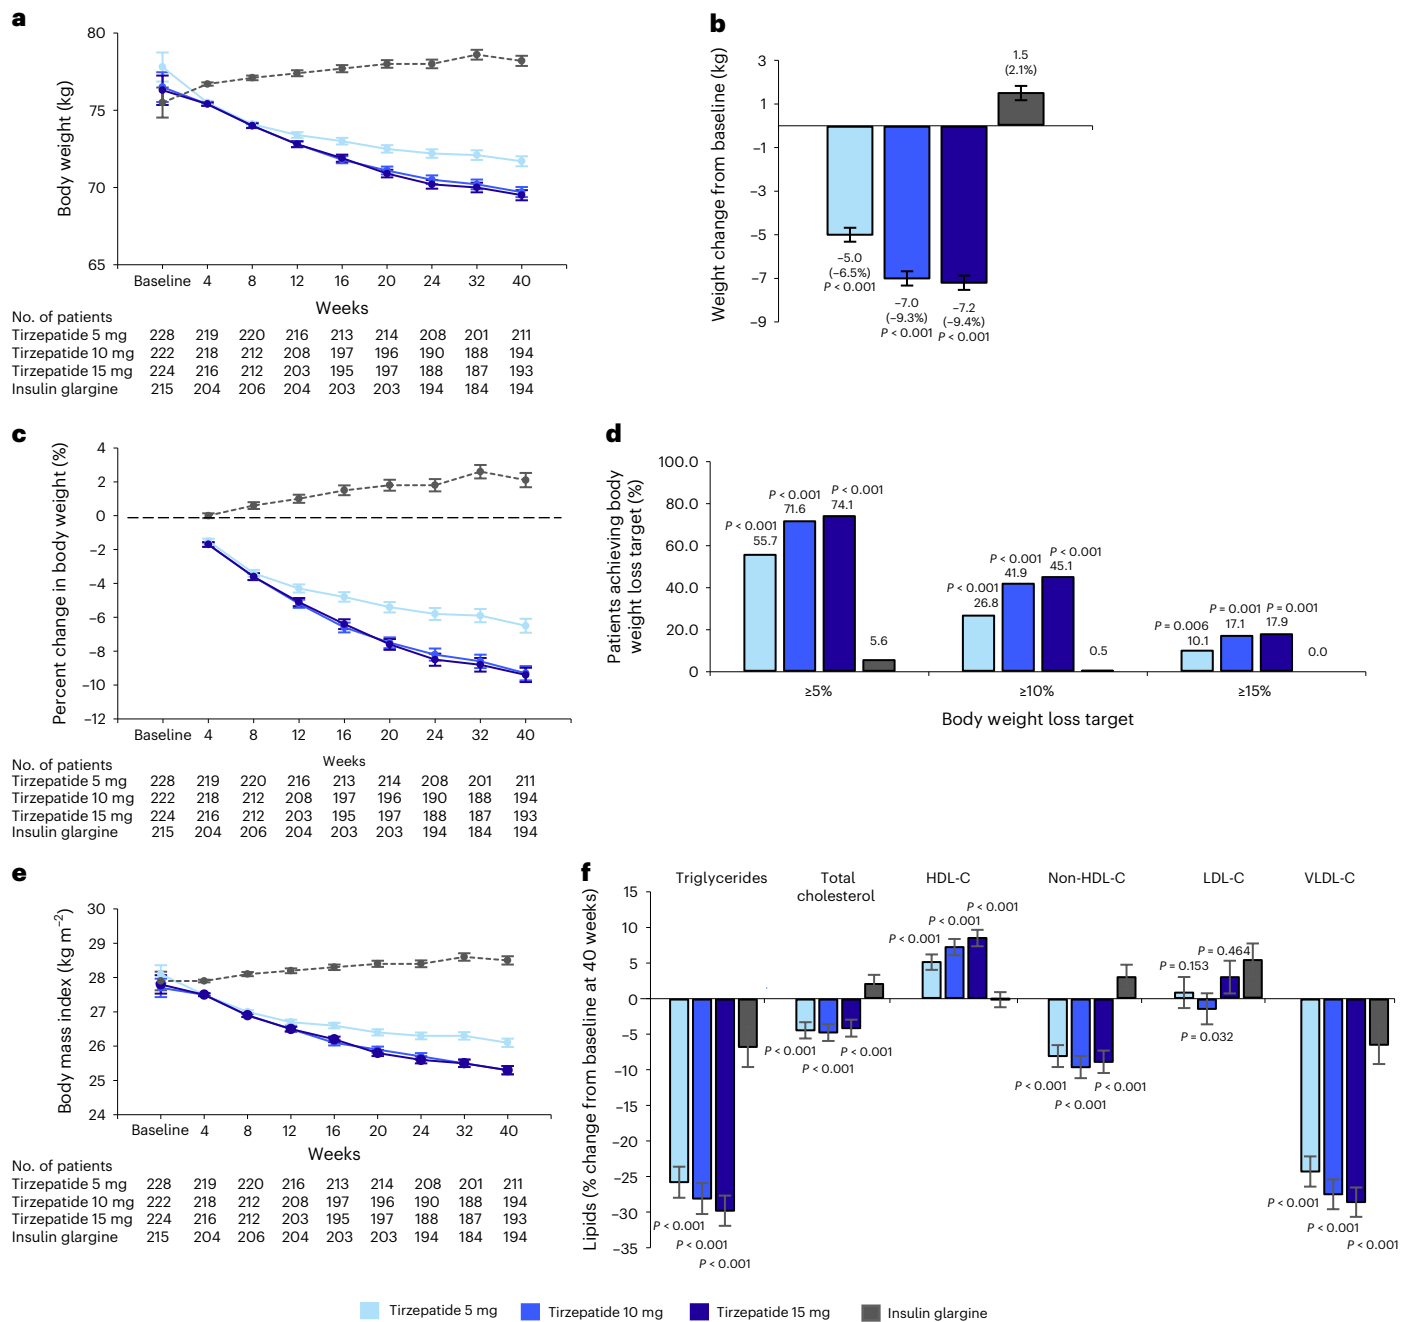 a
80
75
70
65
Body weight (kg)
Baseline 4 8 12 16 20 24 32 40
Weeks
No. of patients
Tirzepatide 5 mg 228 219 220 216 213 214 208 201 211
Tirzepatide 10 mg 222 218 212 208 197 196 190 188 194
Tirzepatide 15 mg 224 216 212 203 195 197 188 187 193
Insulin glargine 215 204 206 204 203 203 194 184 194
b
Weight change from baseline (kg)
3
1
−1
−3
−5
−7
−9
1.5
(2.1%)
−5.0
(−6.5%)
P < 0.001
−7.0
(−9.3%)
P < 0.001
−7.2
(−9.4%)
P < 0.001
c
Percent change in body weight (%)
4
2
0
−2
−4
−6
−8
−10
−12
Baseline 4 8 12 16 20 24 32 40
Weeks
No. of patients
Tirzepatide 5 mg 228 219 220 216 213 214 208 201 211
Tirzepatide 10 mg 222 218 212 208 197 196 190 188 194
Tirzepatide 15 mg 224 216 212 203 195 197 188 187 193
Insulin glargine 215 204 206 204 203 203 194 184 194
d
Patients achieving body
weight loss target (%)
100.0
80.0
60.0
40.0
20.0
0
P < 0.001
55.7
P < 0.001
71.6
P < 0.001
74.1
5.6
P < 0.001
26.8
P < 0.001
41.9
P < 0.001
45.1
0.5
P = 0.006
10.1
P = 0.001
17.1
P = 0.001
17.9
0.0
≥5% ≥10% ≥15%
Body weight loss target
e
Body mass index (kg m−2)
30
29
28
27
26
25
24
Baseline 4 8 12 16 20 24 32 40
Weeks
No. of patients
Tirzepatide 5 mg 228 219 220 216 213 214 208 201 211
Tirzepatide 10 mg 222 218 212 208 197 196 190 188 194
Tirzepatide 15 mg 224 216 212 203 195 197 188 187 193
Insulin glargine 215 204 206 204 203 203 194 184 194
f
Lipids (% change from baseline at 40 weeks)
15
10
5
0
−5
−10
−15
−20
−25
−30
−35
Triglycerides
P < 0.001
P < 0.001
P < 0.001
Total
cholesterol
P < 0.001
P < 0.001
P < 0.001
HDL-C
P < 0.001
P < 0.001
P < 0.001
Non-HDL-C
P < 0.001
P < 0.001
P < 0.001
LDL-C
P = 0.153
P = 0.032
P = 0.464
VLDL-C
P < 0.001
P < 0.001
P < 0.001
Tirzepatide 5 mg Tirzepatide 10 mg Tirzepatide 15 mg Insulin glargine